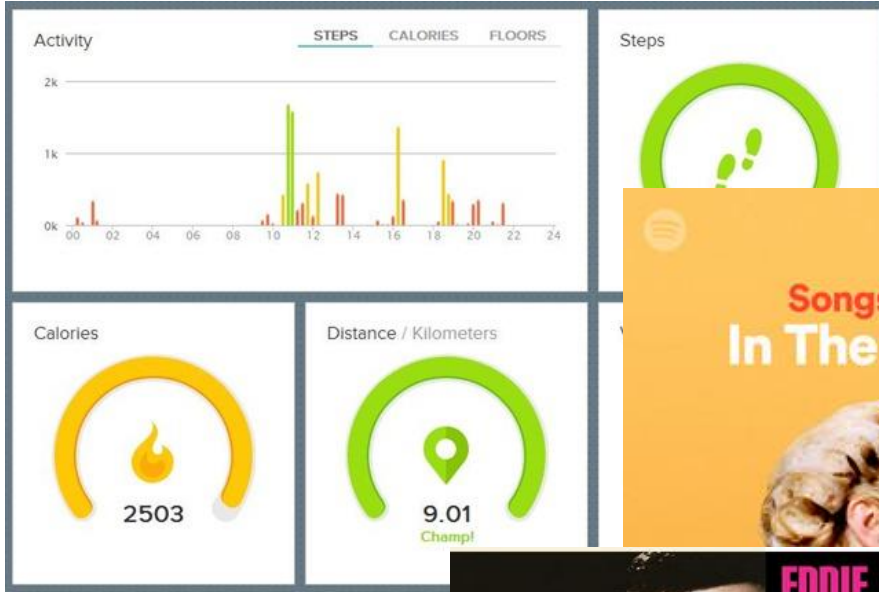 Activity
STEPS CALORIES FLOORS
2k
1k
0k
00 02 04 06 08 10 12 14 16 18 20 22 24
Steps
Calories
2503
Distance / Kilometers
9.01
Champ!
Songs
In The
EDDIE